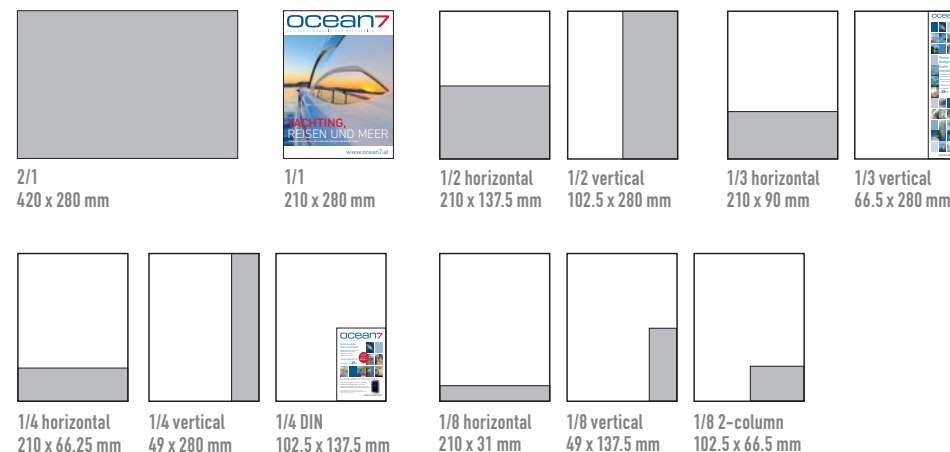 ocean7
YACHTING,
REISEN UND MEER
www.ocean7.at
2/1
420 x 280 mm
1/1
210 x 280 mm
1/2 horizontal
210 x 137.5 mm
1/2 vertical
102.5 x 280 mm
1/3 horizontal
210 x 90 mm
1/3 vertical
66.5 x 280 mm
ocean7
1/4 horizontal
210 x 66.25 mm
1/4 vertical
49 x 280 mm
1/4 DIN
102.5 x 137.5 mm
1/8 horizontal
210 x 31 mm
1/8 vertical
49 x 137.5 mm
1/8 2-column
102.5 x 66.5 mm